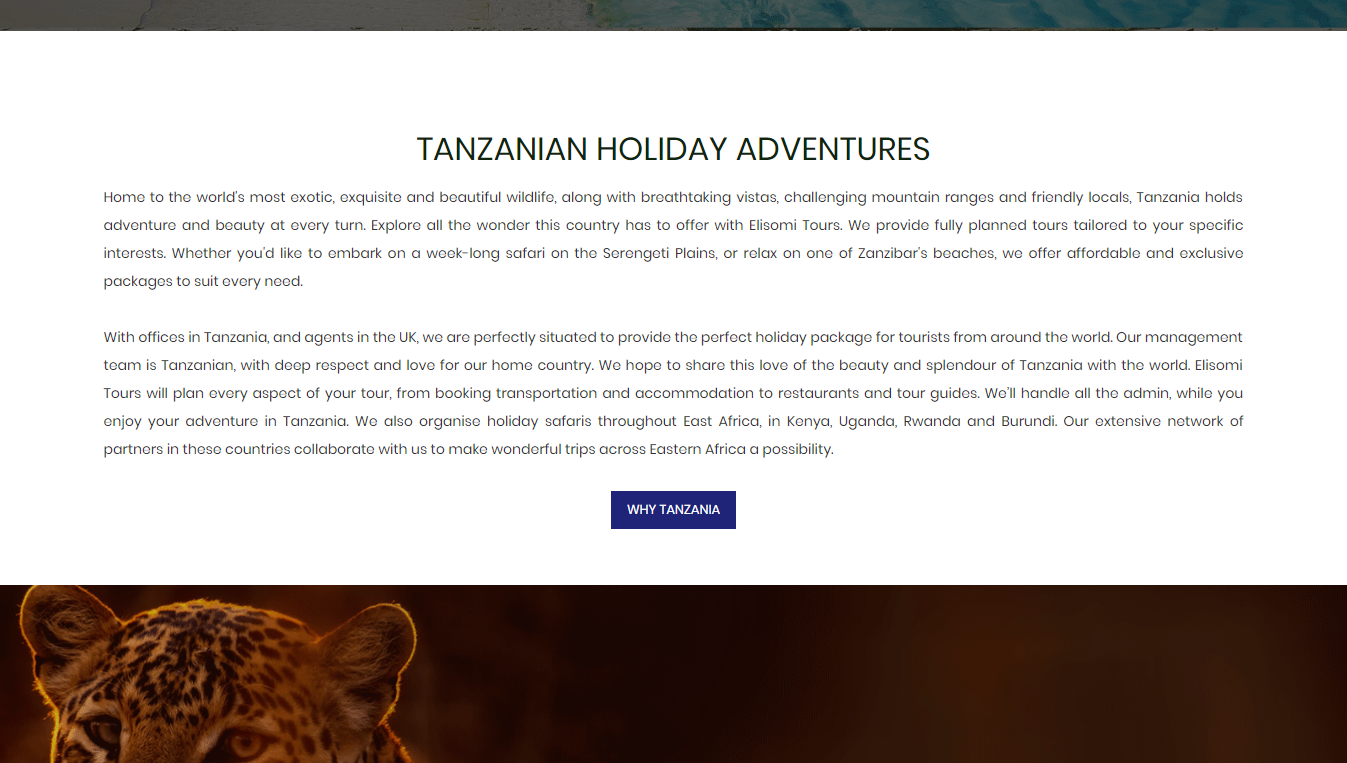 TANZANIAN HOLIDAY ADVENTURES
Home to the world's most exotic, exquisite and beautiful wildlife, along with breathtaking vistas, challenging mountain ranges and friendly locals, Tanzania holds
adventure and beauty at every turn. Explore all the wonder this country has to offer with Elisomi Tours. We provide fully planned tours tailored to your specific
interests. Whether you'd like to embark on a week-long safari on the Serengeti Plains, or relax on one of Zanzibar's beaches, we offer affordable and exclusive
packages to suit every need.
With offices in Tanzania, and agents in the UK, we are perfectly situated to provide the perfect holiday package for tourists from around the world. Our management
team is Tanzanian, with deep respect and love for our home country. We hope to share this love of the beauty and splendour of Tanzania with the world. Elisomi
Tours will plan every aspect of your tour, from booking transportation and accommodation to restaurants and tour guides. We'll handle all the admin, while you
enjoy your adventure in Tanzania. We also organise holiday safaris throughout East Africa, in Kenya, Uganda, Rwanda and Burundi. Our extensive network of
partners in these countries collaborate with us to make wonderful trips across Eastern Africa a possibility.
WHY TANZANIA